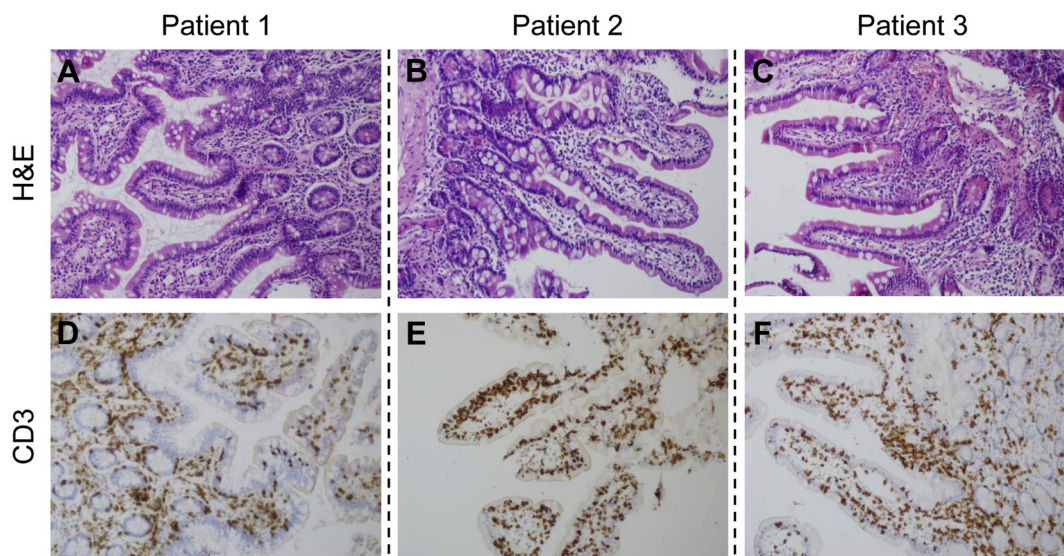 Patient 1 Patient 2 Patient 3
H&E
A B C
CD3
D E F